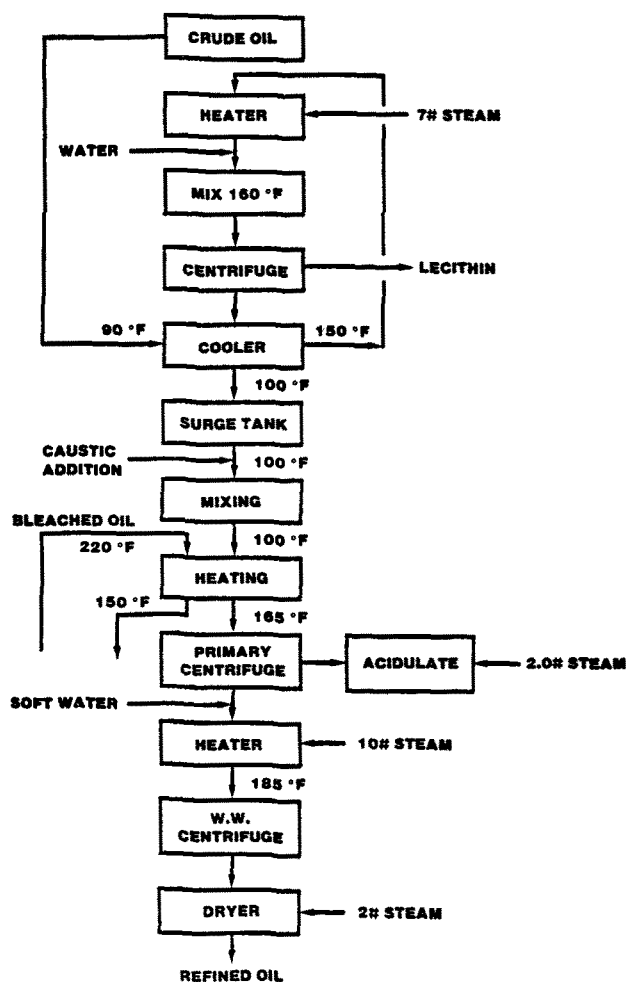 CRUDE OIL
HEATER
7# STEAM
WATER
MIX 160 °F
CENTRIFUGE
LECITHIN
90 °F
150 °F
COOLER
100 °F
SURGE TANK
CAUSTIC
ADDITION
100 °F
MIXING
BLEACHED OIL
220 °F
100 °F
HEATING
150 °F
165 °F
PRIMARY
CENTRIFUGE
ACIDULATE
2.0# STEAM
SOFT WATER
HEATER
10# STEAM
185 °F
W.W.
CENTRIFUGE
DRYER
2# STEAM
REFINED OIL